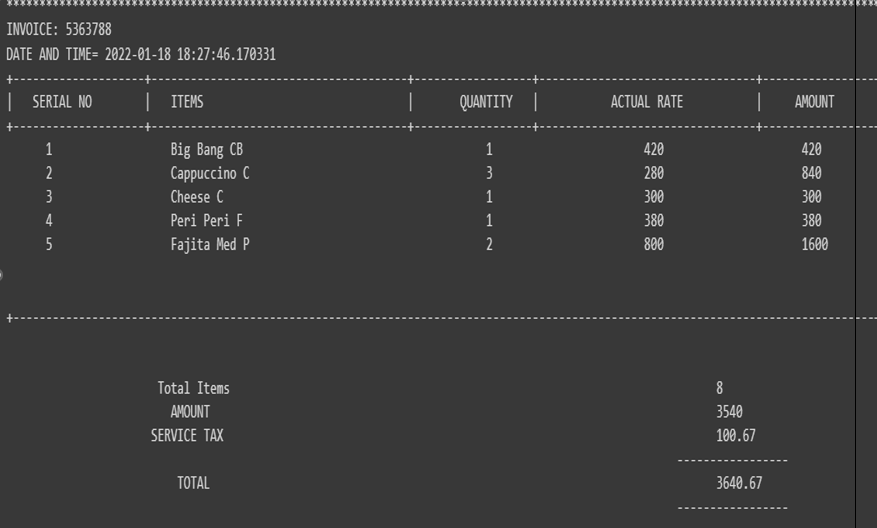 INVOICE: 5363788
DATE AND TIME= 2022-01-18 18:27:46.170331
SERIAL NO ITEMS QUANTITY ACTUAL RATE AMOUNT
1 Big Bang CB 1 420 420
2 Cappuccino C 3 280 840
3 Cheese C 1 300 300
4 Peri Peri F 1 380 380
5 Fajita Med P 2 800 1600
Total Items 8
AMOUNT 3540
SERVICE TAX 100.67
TOTAL 3640.67